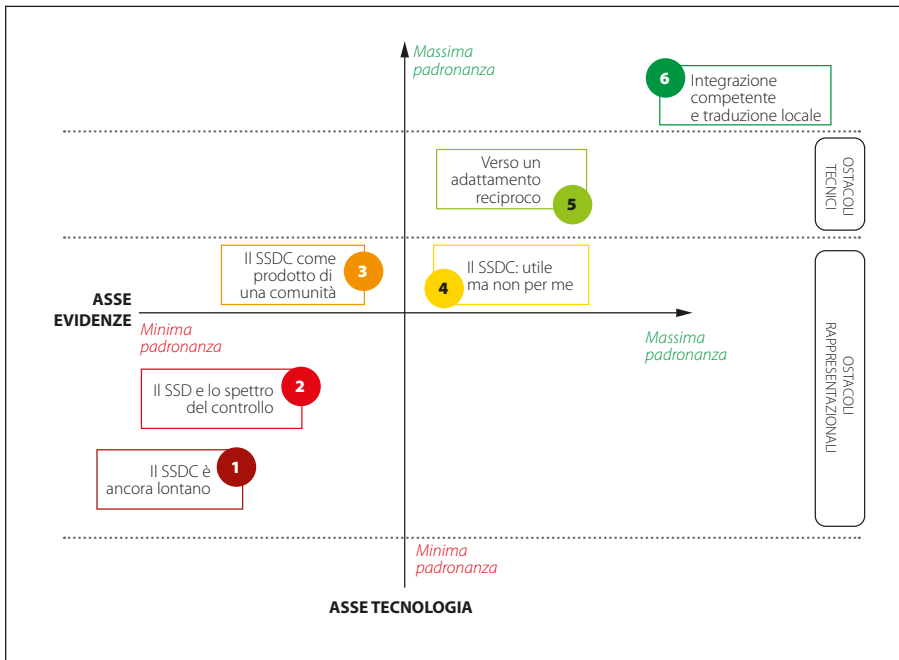 Massima
padronanza
6
Integrazione
competente
e traduzione locale
OSTACOLI
TECNICI
Verso un
adattamento
reciproco
5
Il SSDC come
prodotto di
una comunità
3
Il SSDC: utile
ma non per me
4
ASSE
EVIDENZE
Minima
padronanza
Massima
padronanza
OSTACOLI
RAPPRESENTAZIONALI
Il SSD e lo spettro
del controllo
2
Il SSDC è
ancora lontano
1
Minima
padronanza
ASSE TECNOLOGIA